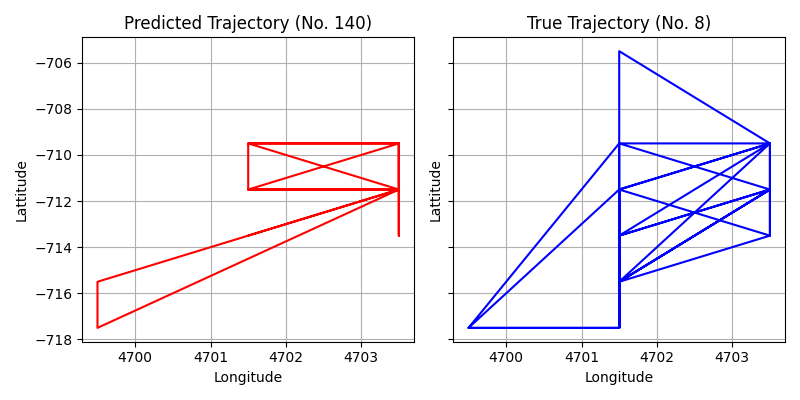 Predicted Trajectory (No. 140)
True Trajectory (No. 8)
−706
−708
−710
−712
−714
−716
−718
Lattitude
Lattitude
4700 4701 4702 4703
4700 4701 4702 4703
Longitude
Longitude